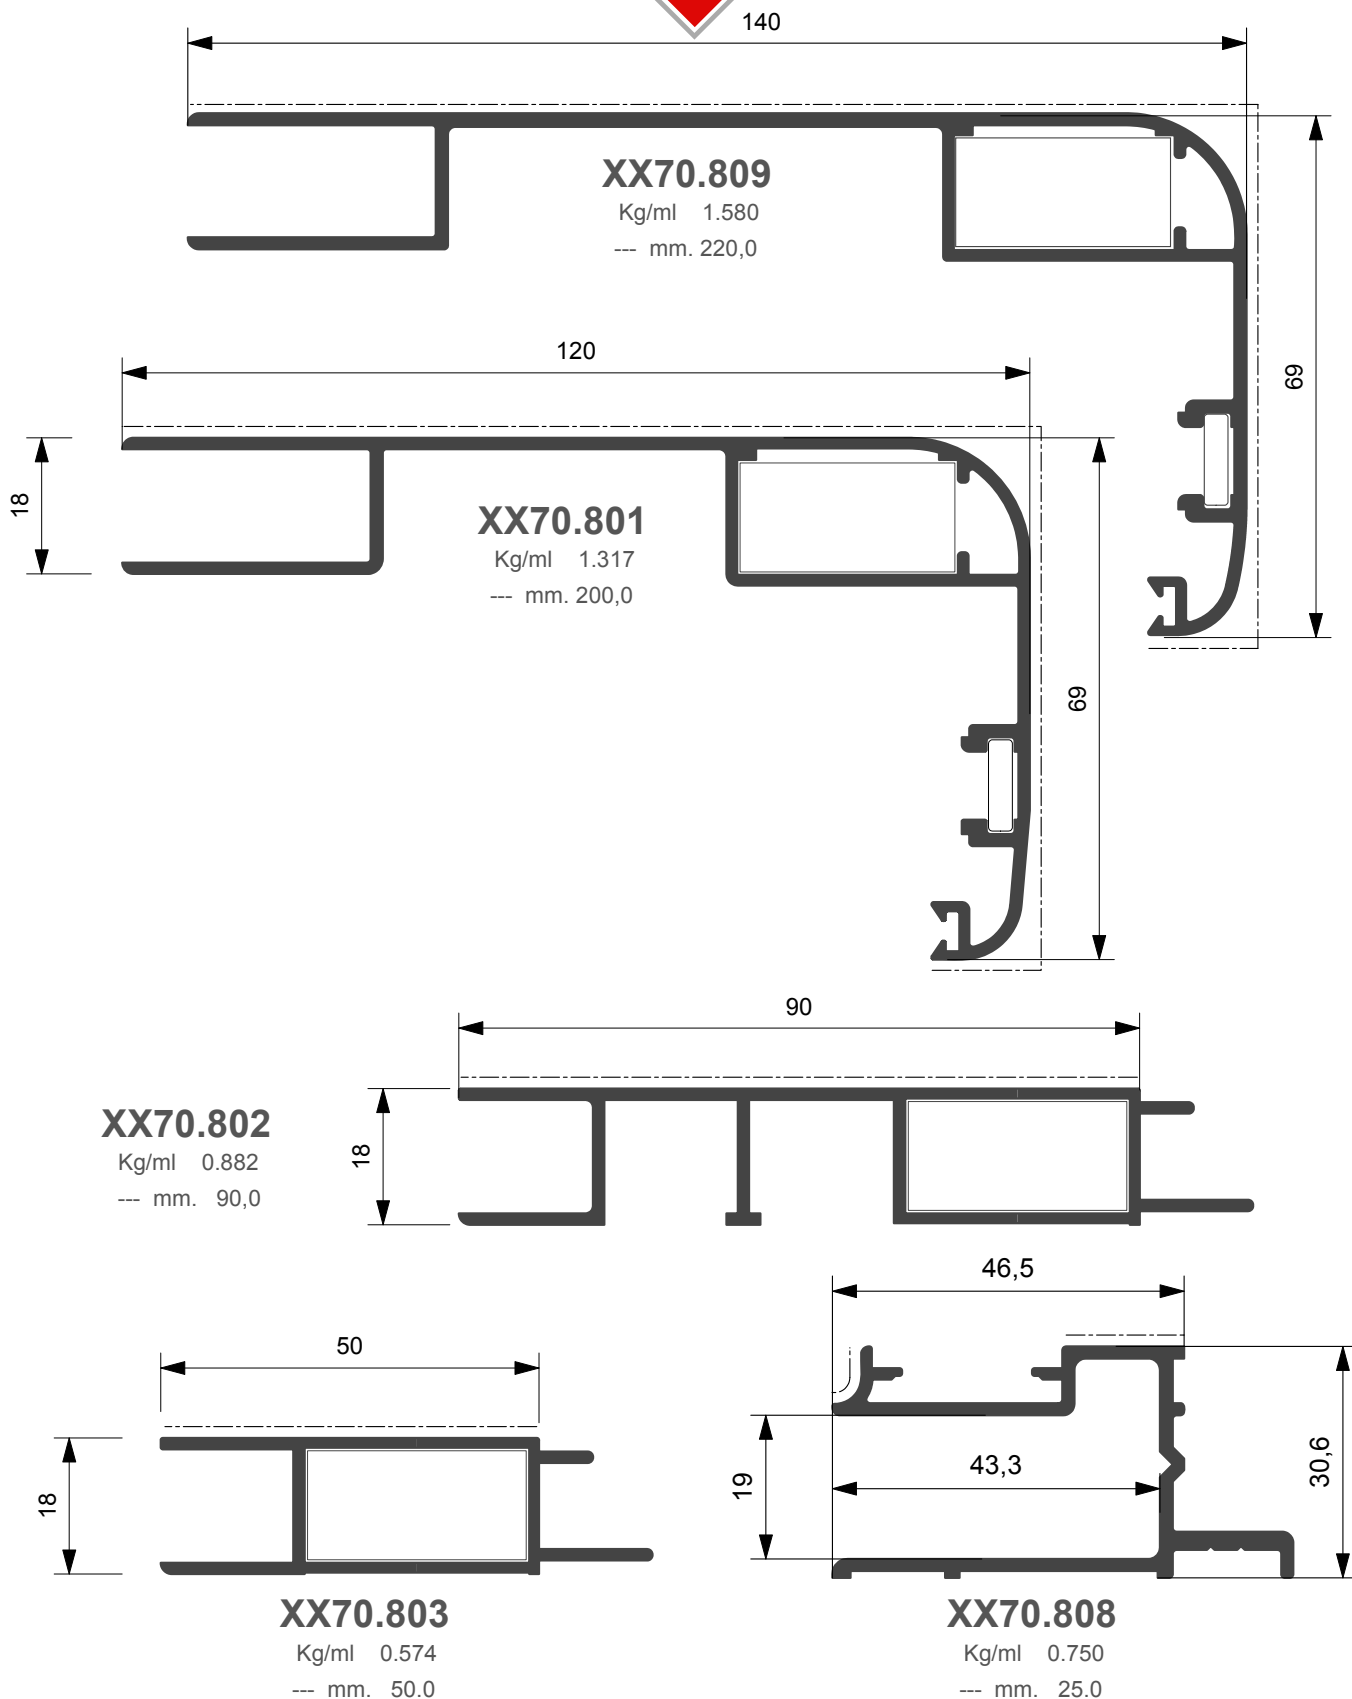 140
XX70.809
Kg/ml 1.580
--- mm. 220,0
69
120
18
XX70.801
Kg/ml 1.317
--- mm. 200,0
69
90
XX70.802
Kg/ml 0.882
--- mm. 90,0
18
46,5
50
18
19
43,3
30,6
XX70.803
Kg/ml 0.574
--- mm. 50.0
XX70.808
Kg/ml 0.750
--- mm. 25.0